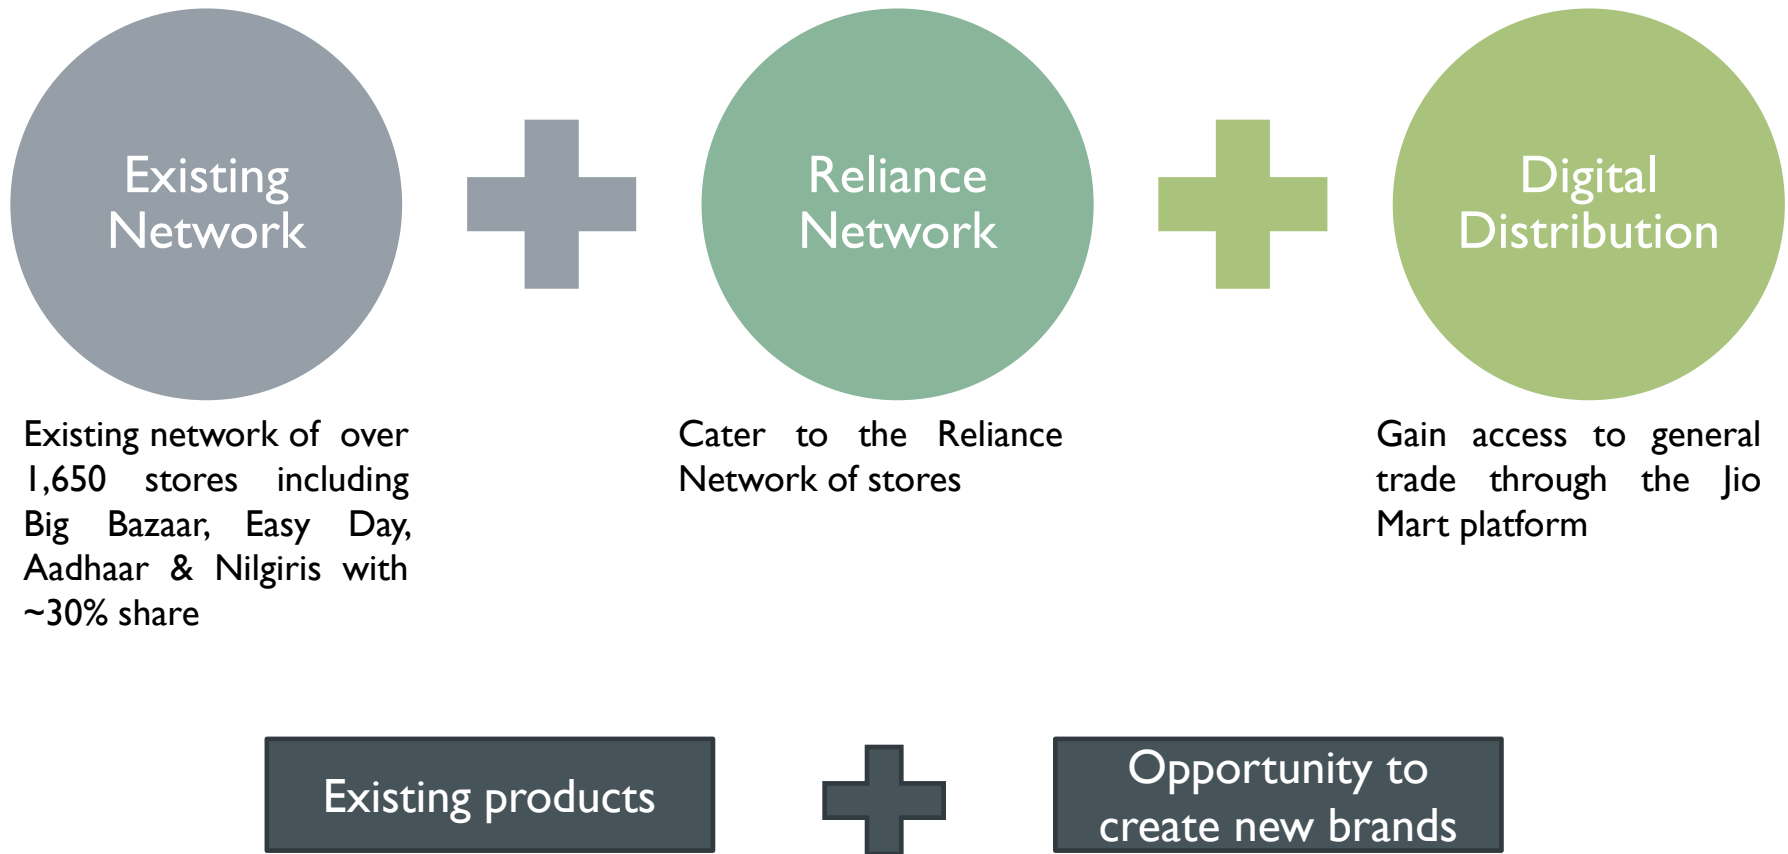 Existing
Network
Reliance
Network
Digital
Distribution
Existing network of over
1,650 stores including
Big Bazaar, Easy Day,
Aadhaar & Nilgiris with
~30% share
Cater to the Reliance
Network of stores
Gain access to general
trade through the Jio
Mart platform
Existing products
Opportunity to
create new brands